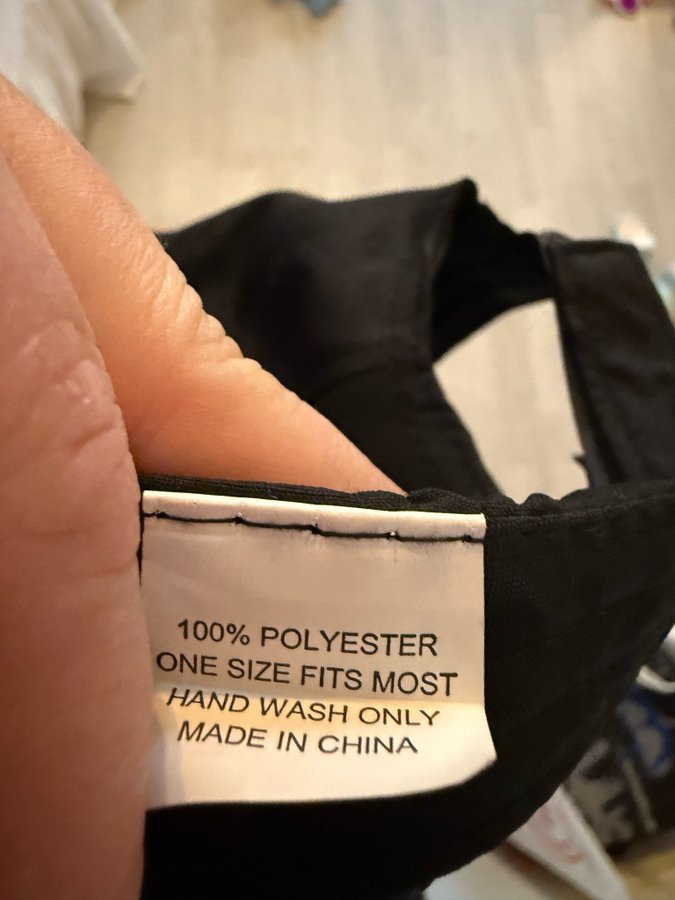 100% POLYESTER
ONE SIZE FITS MOST
HAND WASH ONLY
MADE IN CHINA